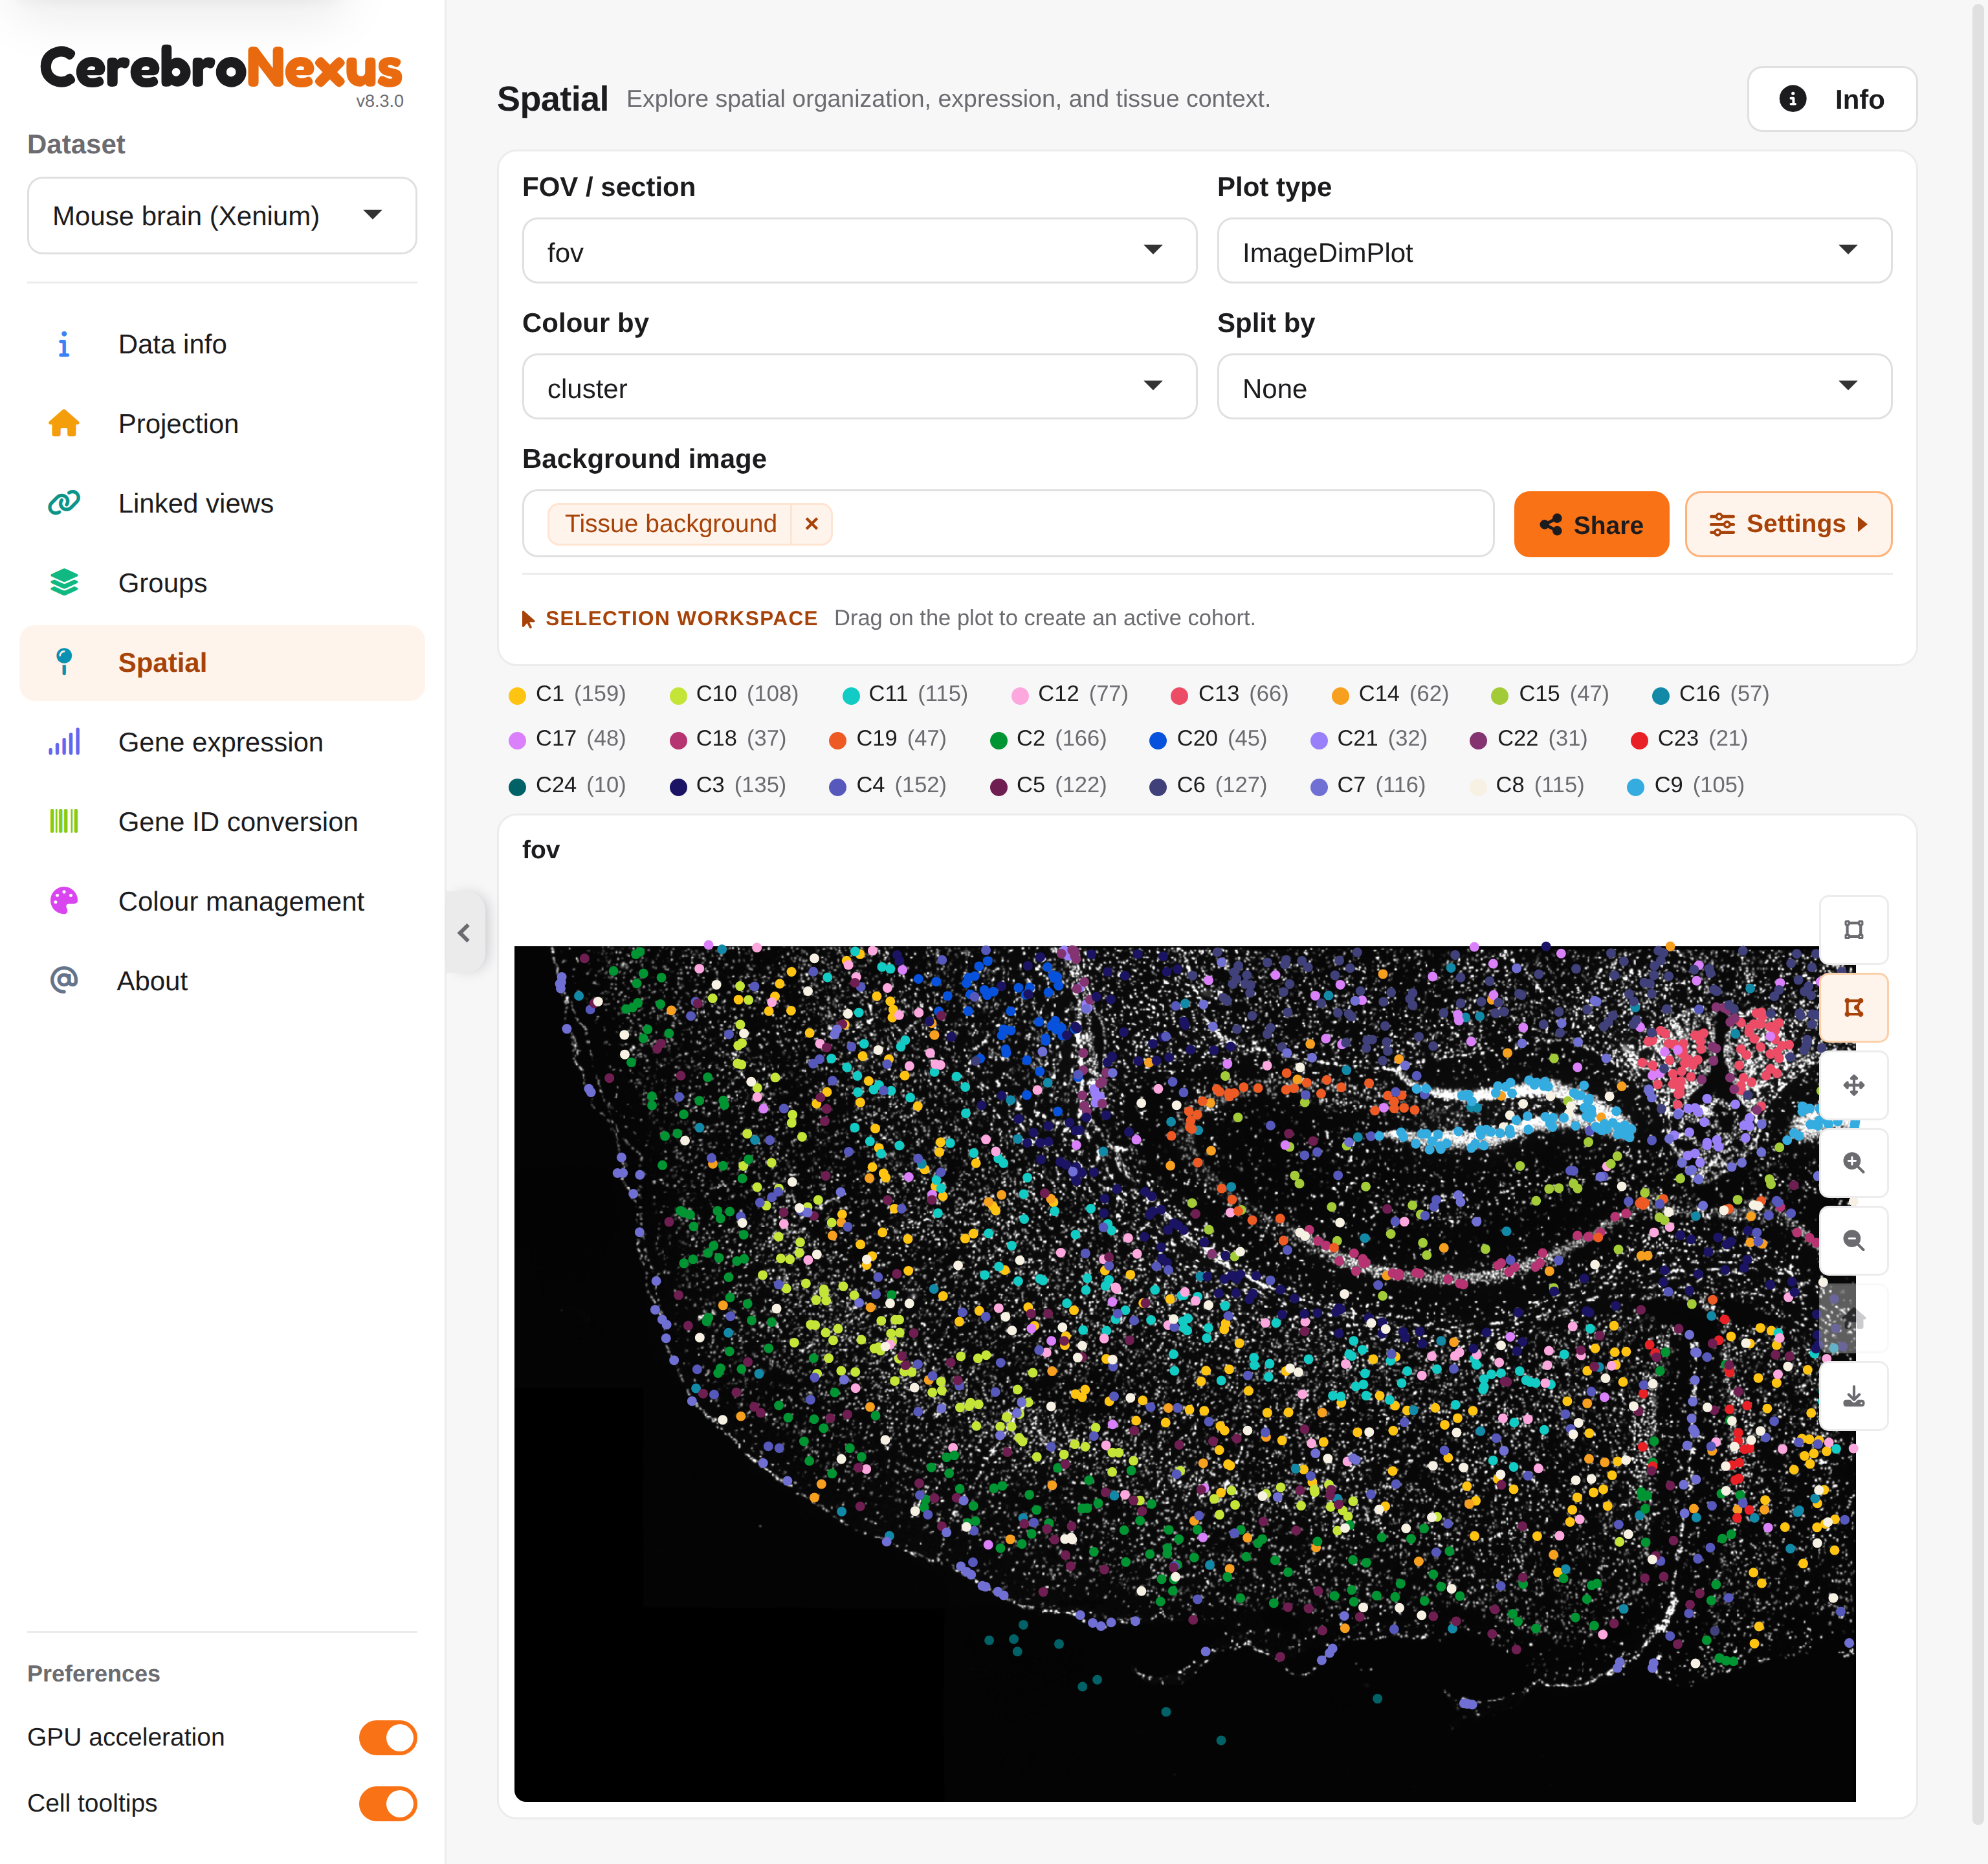 CerebroNexus
v8.3.0
Dataset
Mouse brain (Xenium)
Data info
Projection
Linked views
Groups
Spatial
Gene expression
Gene ID conversion
Colour management
About
Preferences
GPU acceleration
Cell tooltips
Spatial Explore spatial organization, expression, and tissue context.
Info
FOV / section Plot type
fov ImageDimPlot
Colour by Split by
cluster None
Background image
Tissue background × Share Settings
SELECTION WORKSPACE Drag on the plot to create an active cohort.
C1 (159) C10 (108) C11 (115) C12 (77) C13 (66) C14 (62) C15 (47) C16 (57)
C17 (48) C18 (37) C19 (47) C2 (166) C20 (45) C21 (32) C22 (31) C23 (21)
C24 (10) C3 (135) C4 (152) C5 (122) C6 (127) C7 (116) C8 (115) C9 (105)
fov